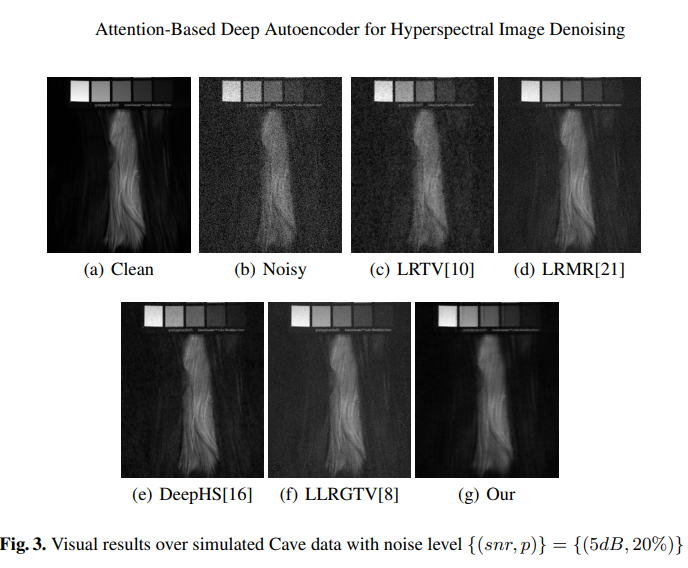 Attention-Based Deep Autoencoder for Hyperspectral Image Denoising
(a) Clean
(b) Noisy
(c) LRTV[10]
(d) LRMR[21]
(e) DeepHS[16]
(f) LLRGTV[8]
(g) Our
Fig. 3. Visual results over simulated Cave data with noise level {(snr, p)} = {(5dB, 20%)}